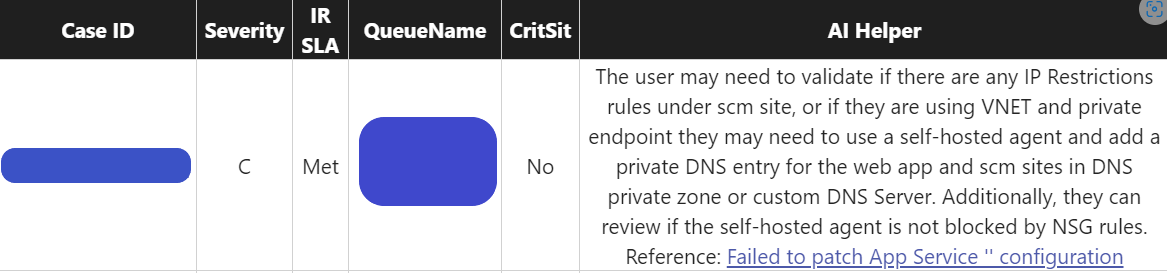 Case ID Severity IR SLA QueueName CritSit AI Helper
C Met No
The user may need to validate if there are any IP Restrictions
rules under scm site, or if they are using VNET and private
endpoint they may need to use a self-hosted agent and add a
private DNS entry for the web app and scm sites in DNS
private zone or custom DNS Server. Additionally, they can
review if the self-hosted agent is not blocked by NSG rules.
Reference: Failed to patch App Service '' configuration